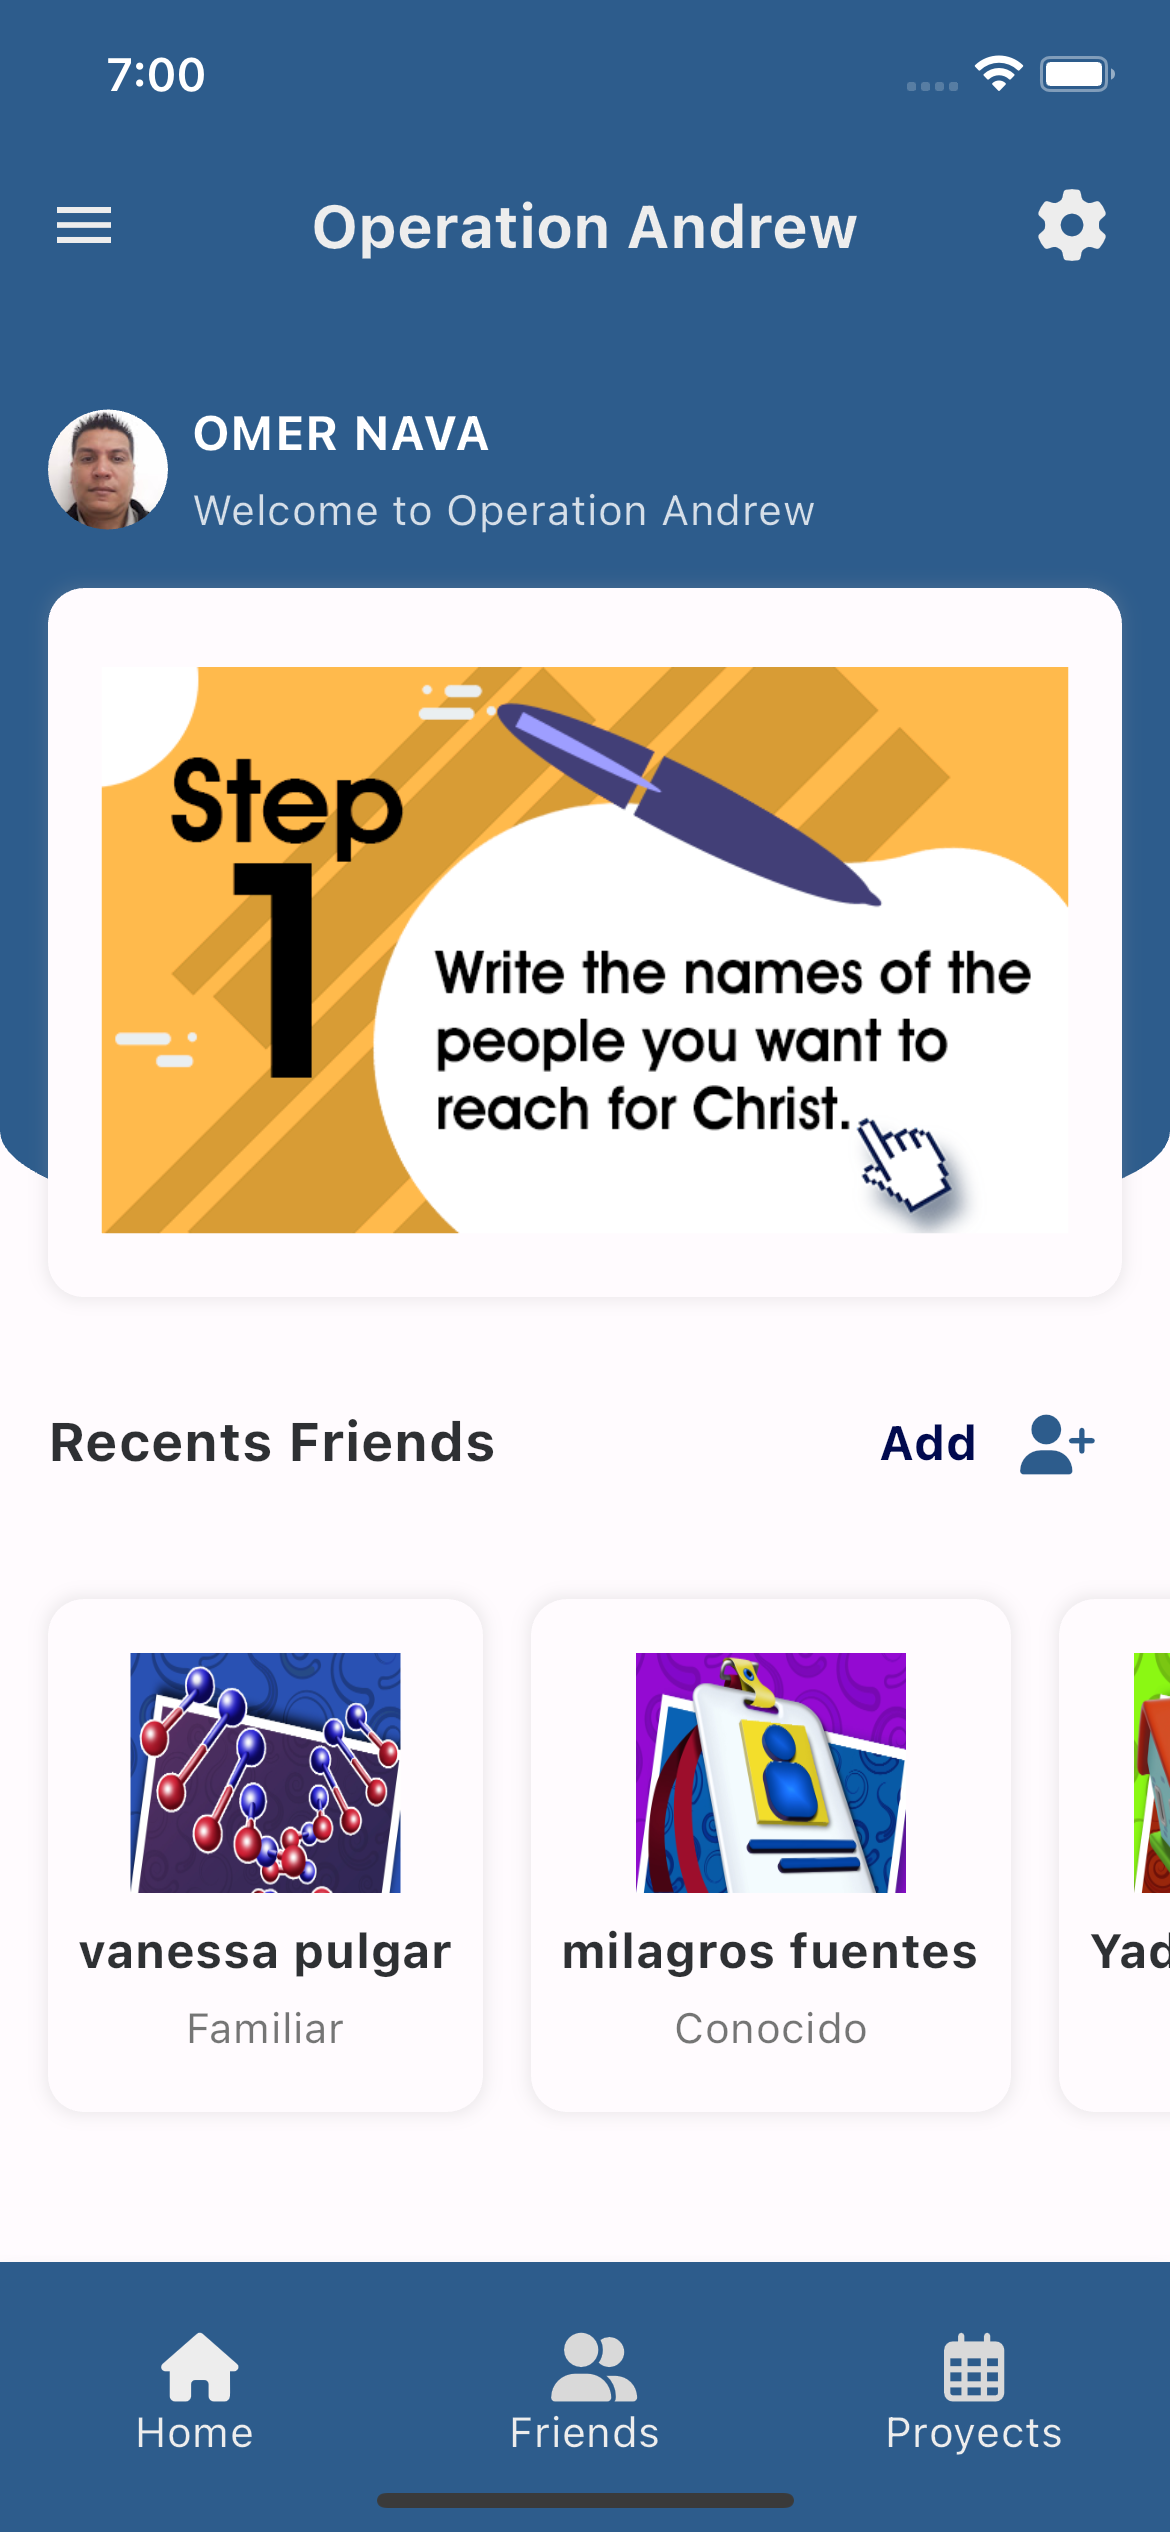 7:00
Operation Andrew
OMER NAVA
Welcome to Operation Andrew
Step
1
Write the names of the
people you want to
reach for Christ.
Recents Friends
Add
vanessa pulgar
Familiar
milagros fuentes
Conocido
Yad
Home
Friends
Proyects